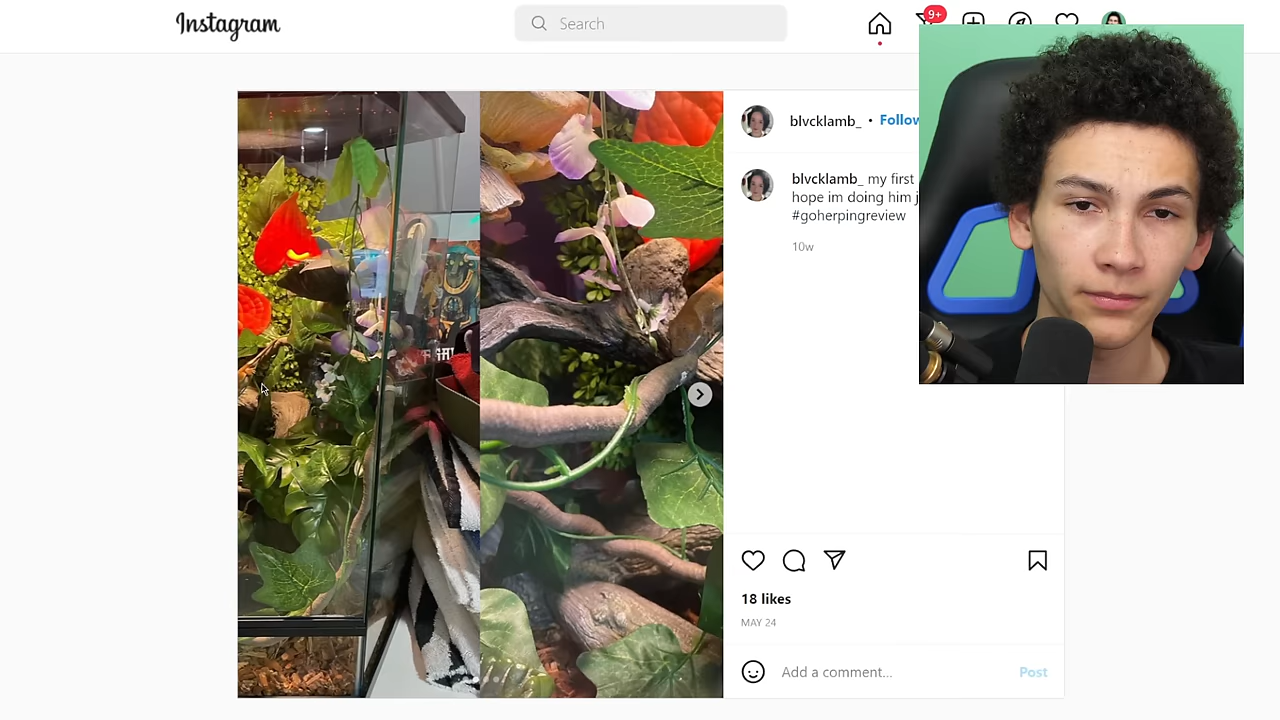 Instagram
Search
9+
blvcklamb_ • Follow
blvcklamb_ my first
hope im doing him
#goherpingreview
10w
18 likes
MAY 24
Add a comment...
Post